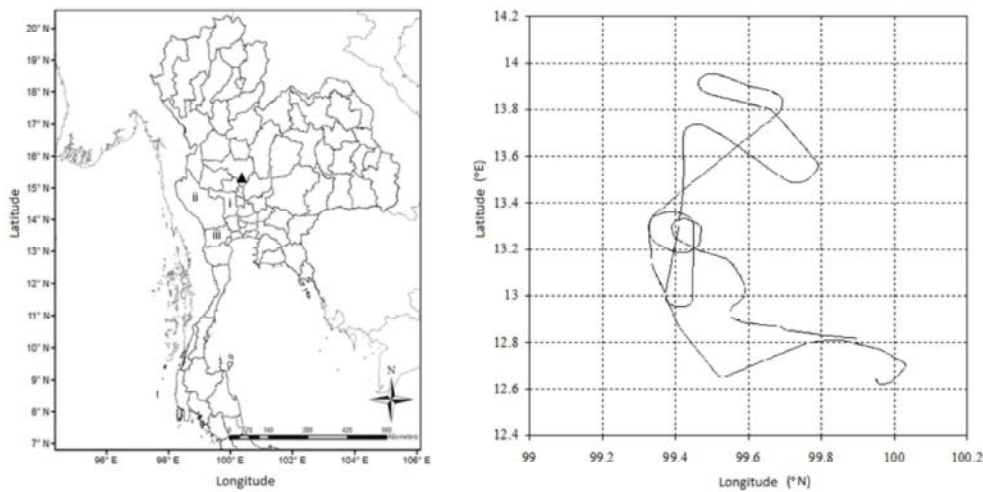 20° N
19° N
18° N
17° N
16° N
15° N
14° N
13° N
12° N
11° N
10° N
9° N
8° N
7° N
Latitude
ii
i
iii
N
96° E
98° E
100° E
102° E
104° E
106° E
Longitude
14.2
14
13.8
13.6
13.4
13.2
13
12.8
12.6
12.4
Latitude (°E)
99
99.2
99.4
99.6
99.8
100
100.2
Longitude (°N)